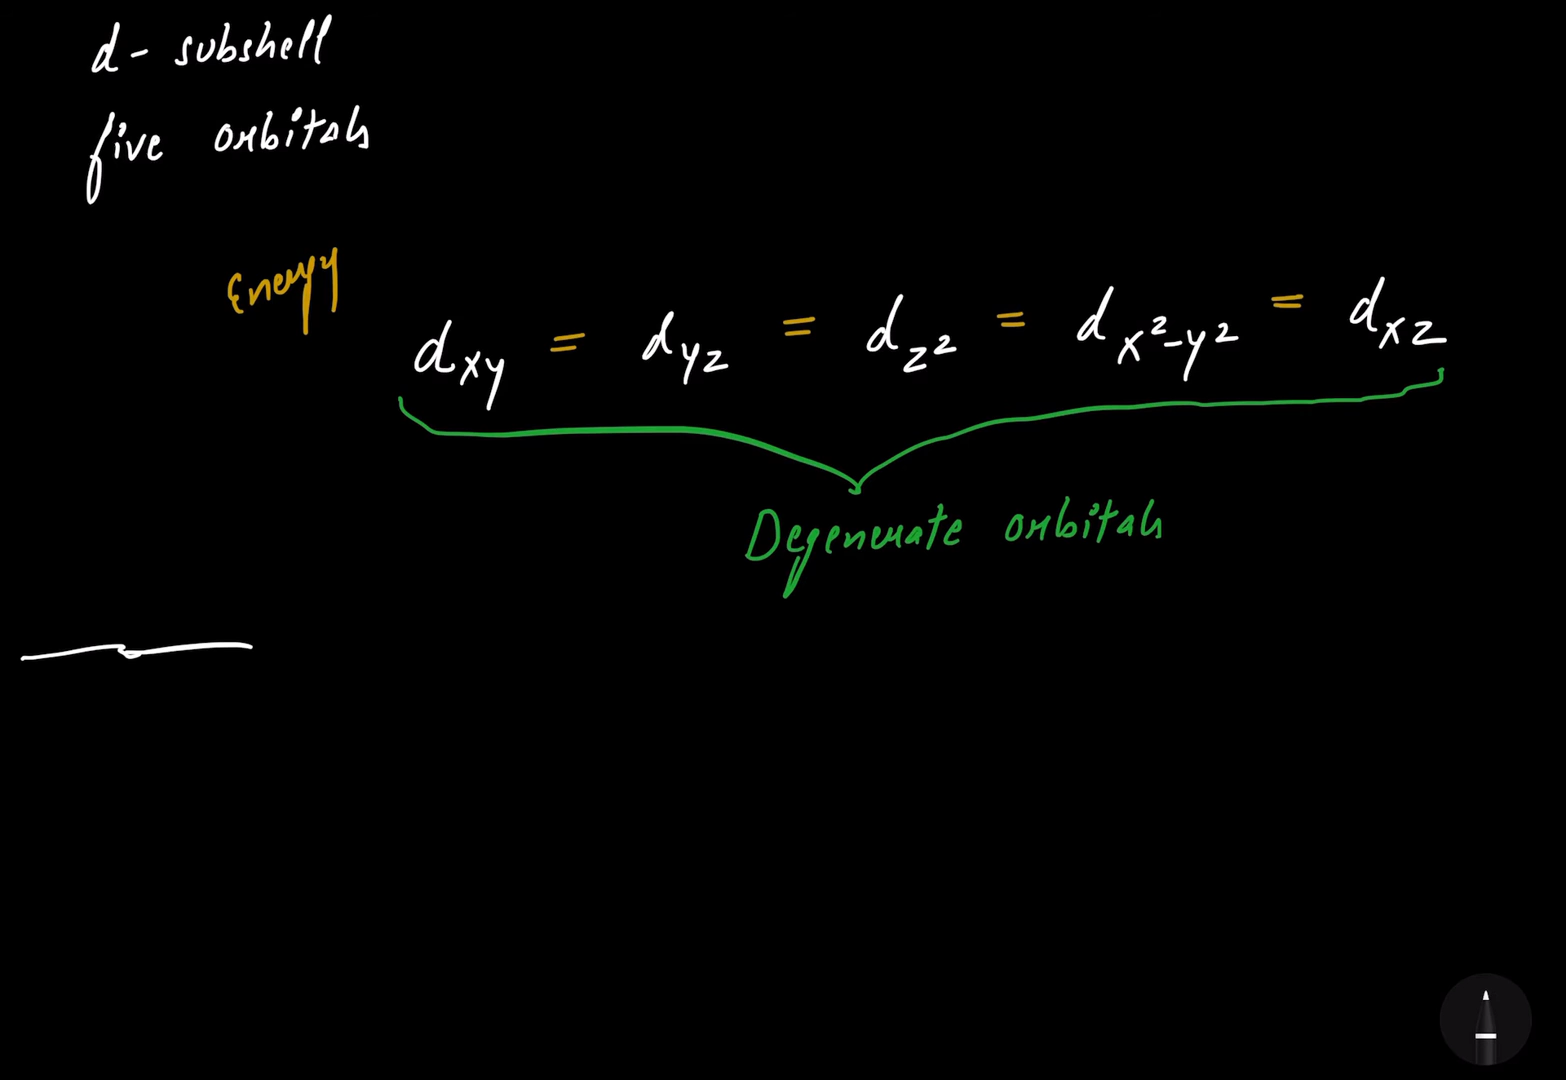 d- subshell
five orbitals
Energy
dxy = dyz = dz² = dx²-y² = dxz
Degenerate orbitals